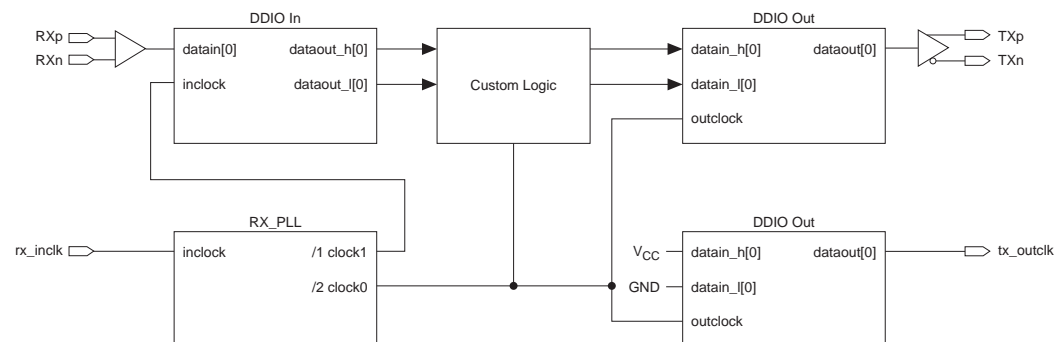 DDIO In
DDIO Out
RXp
RXn
datain[0]
dataout_h[0]
inclock
dataout_l[0]
Custom Logic
datain_h[0]
dataout[0]
datain_l[0]
outclock
TXp
TXn
RX_PLL
DDIO Out
rx_inclk
inclock
/1 clock1
/2 clock0
VCC
datain_h[0]
dataout[0]
tx_outclk
GND
datain_l[0]
outclock